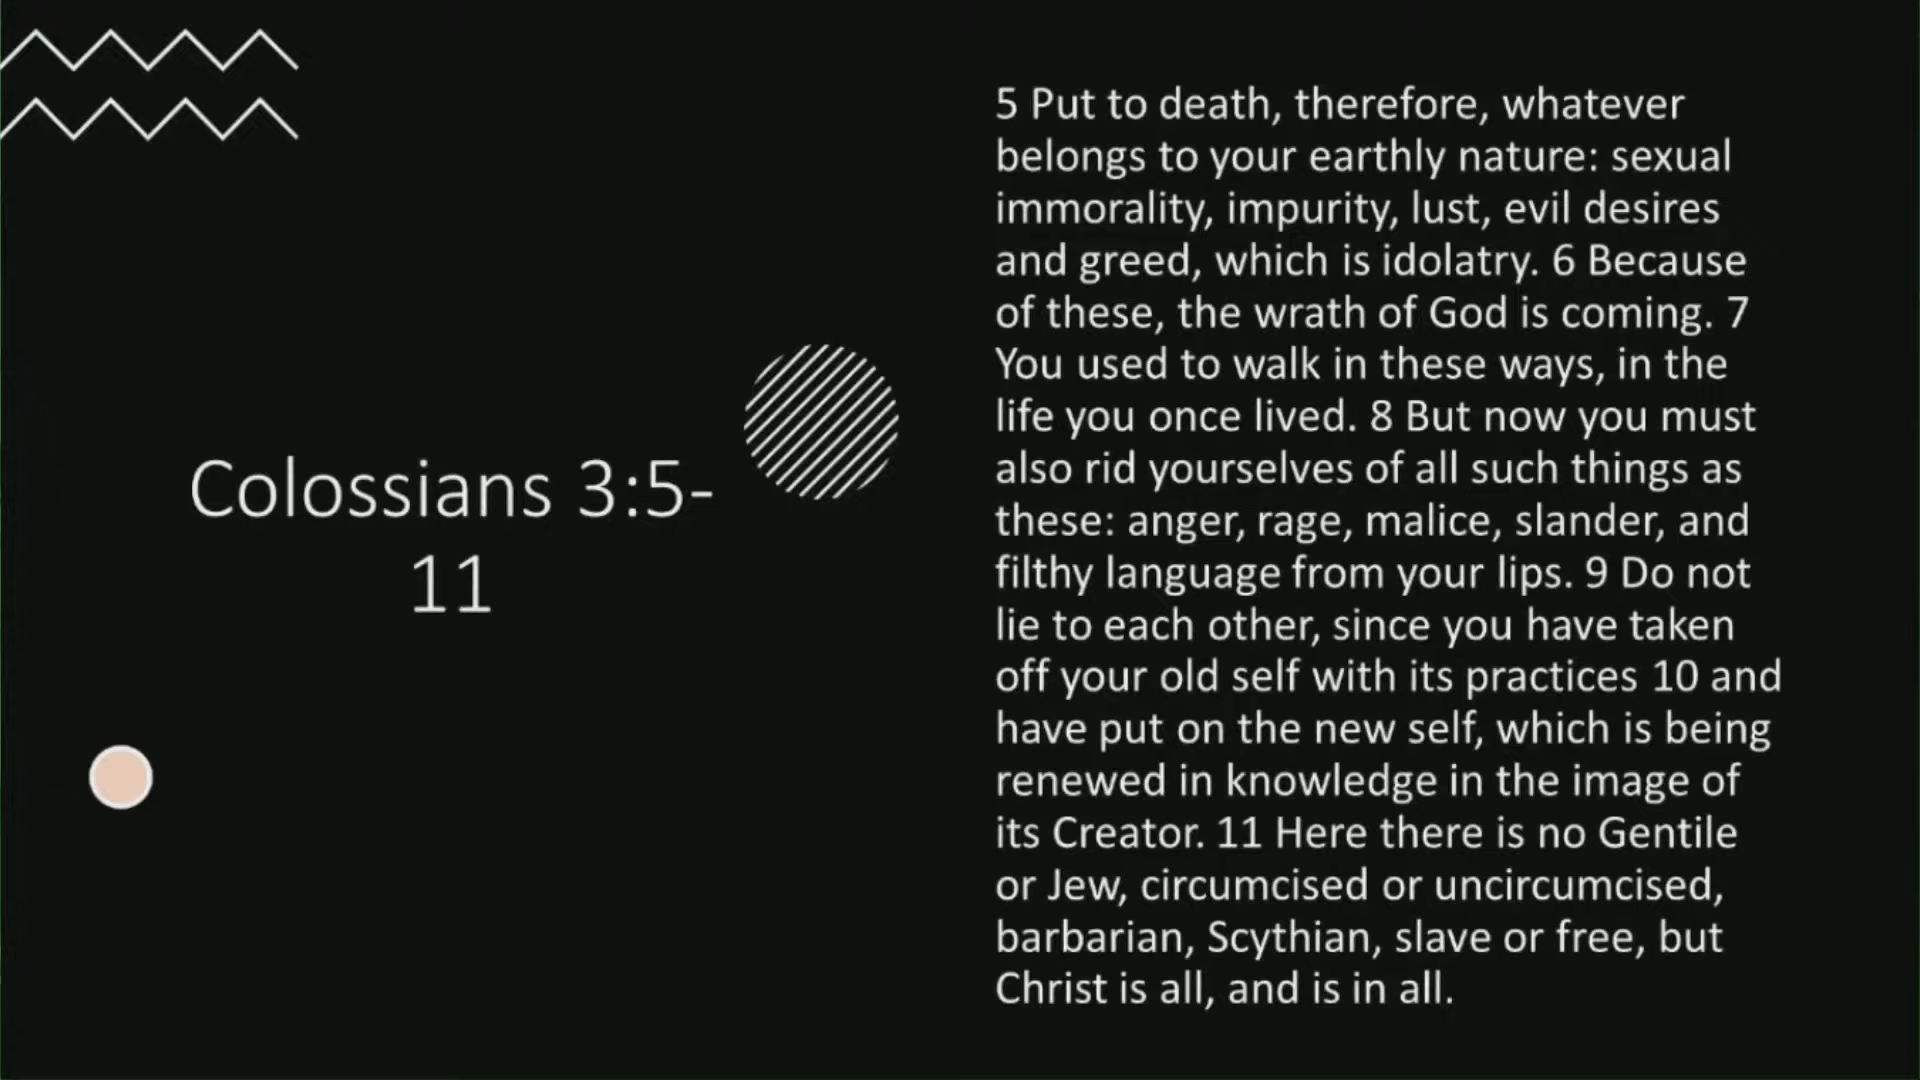 Colossians 3:5-
11
5 Put to death, therefore, whatever
belongs to your earthly nature: sexual
immorality, impurity, lust, evil desires
and greed, which is idolatry. 6 Because
of these, the wrath of God is coming. 7
You used to walk in these ways, in the
life you once lived. 8 But now you must
also rid yourselves of all such things as
these: anger, rage, malice, slander, and
filthy language from your lips. 9 Do not
lie to each other, since you have taken
off your old self with its practices 10 and
have put on the new self, which is being
renewed in knowledge in the image of
its Creator. 11 Here there is no Gentile
or Jew, circumcised or uncircumcised,
barbarian, Scythian, slave or free, but
Christ is all, and is in all.